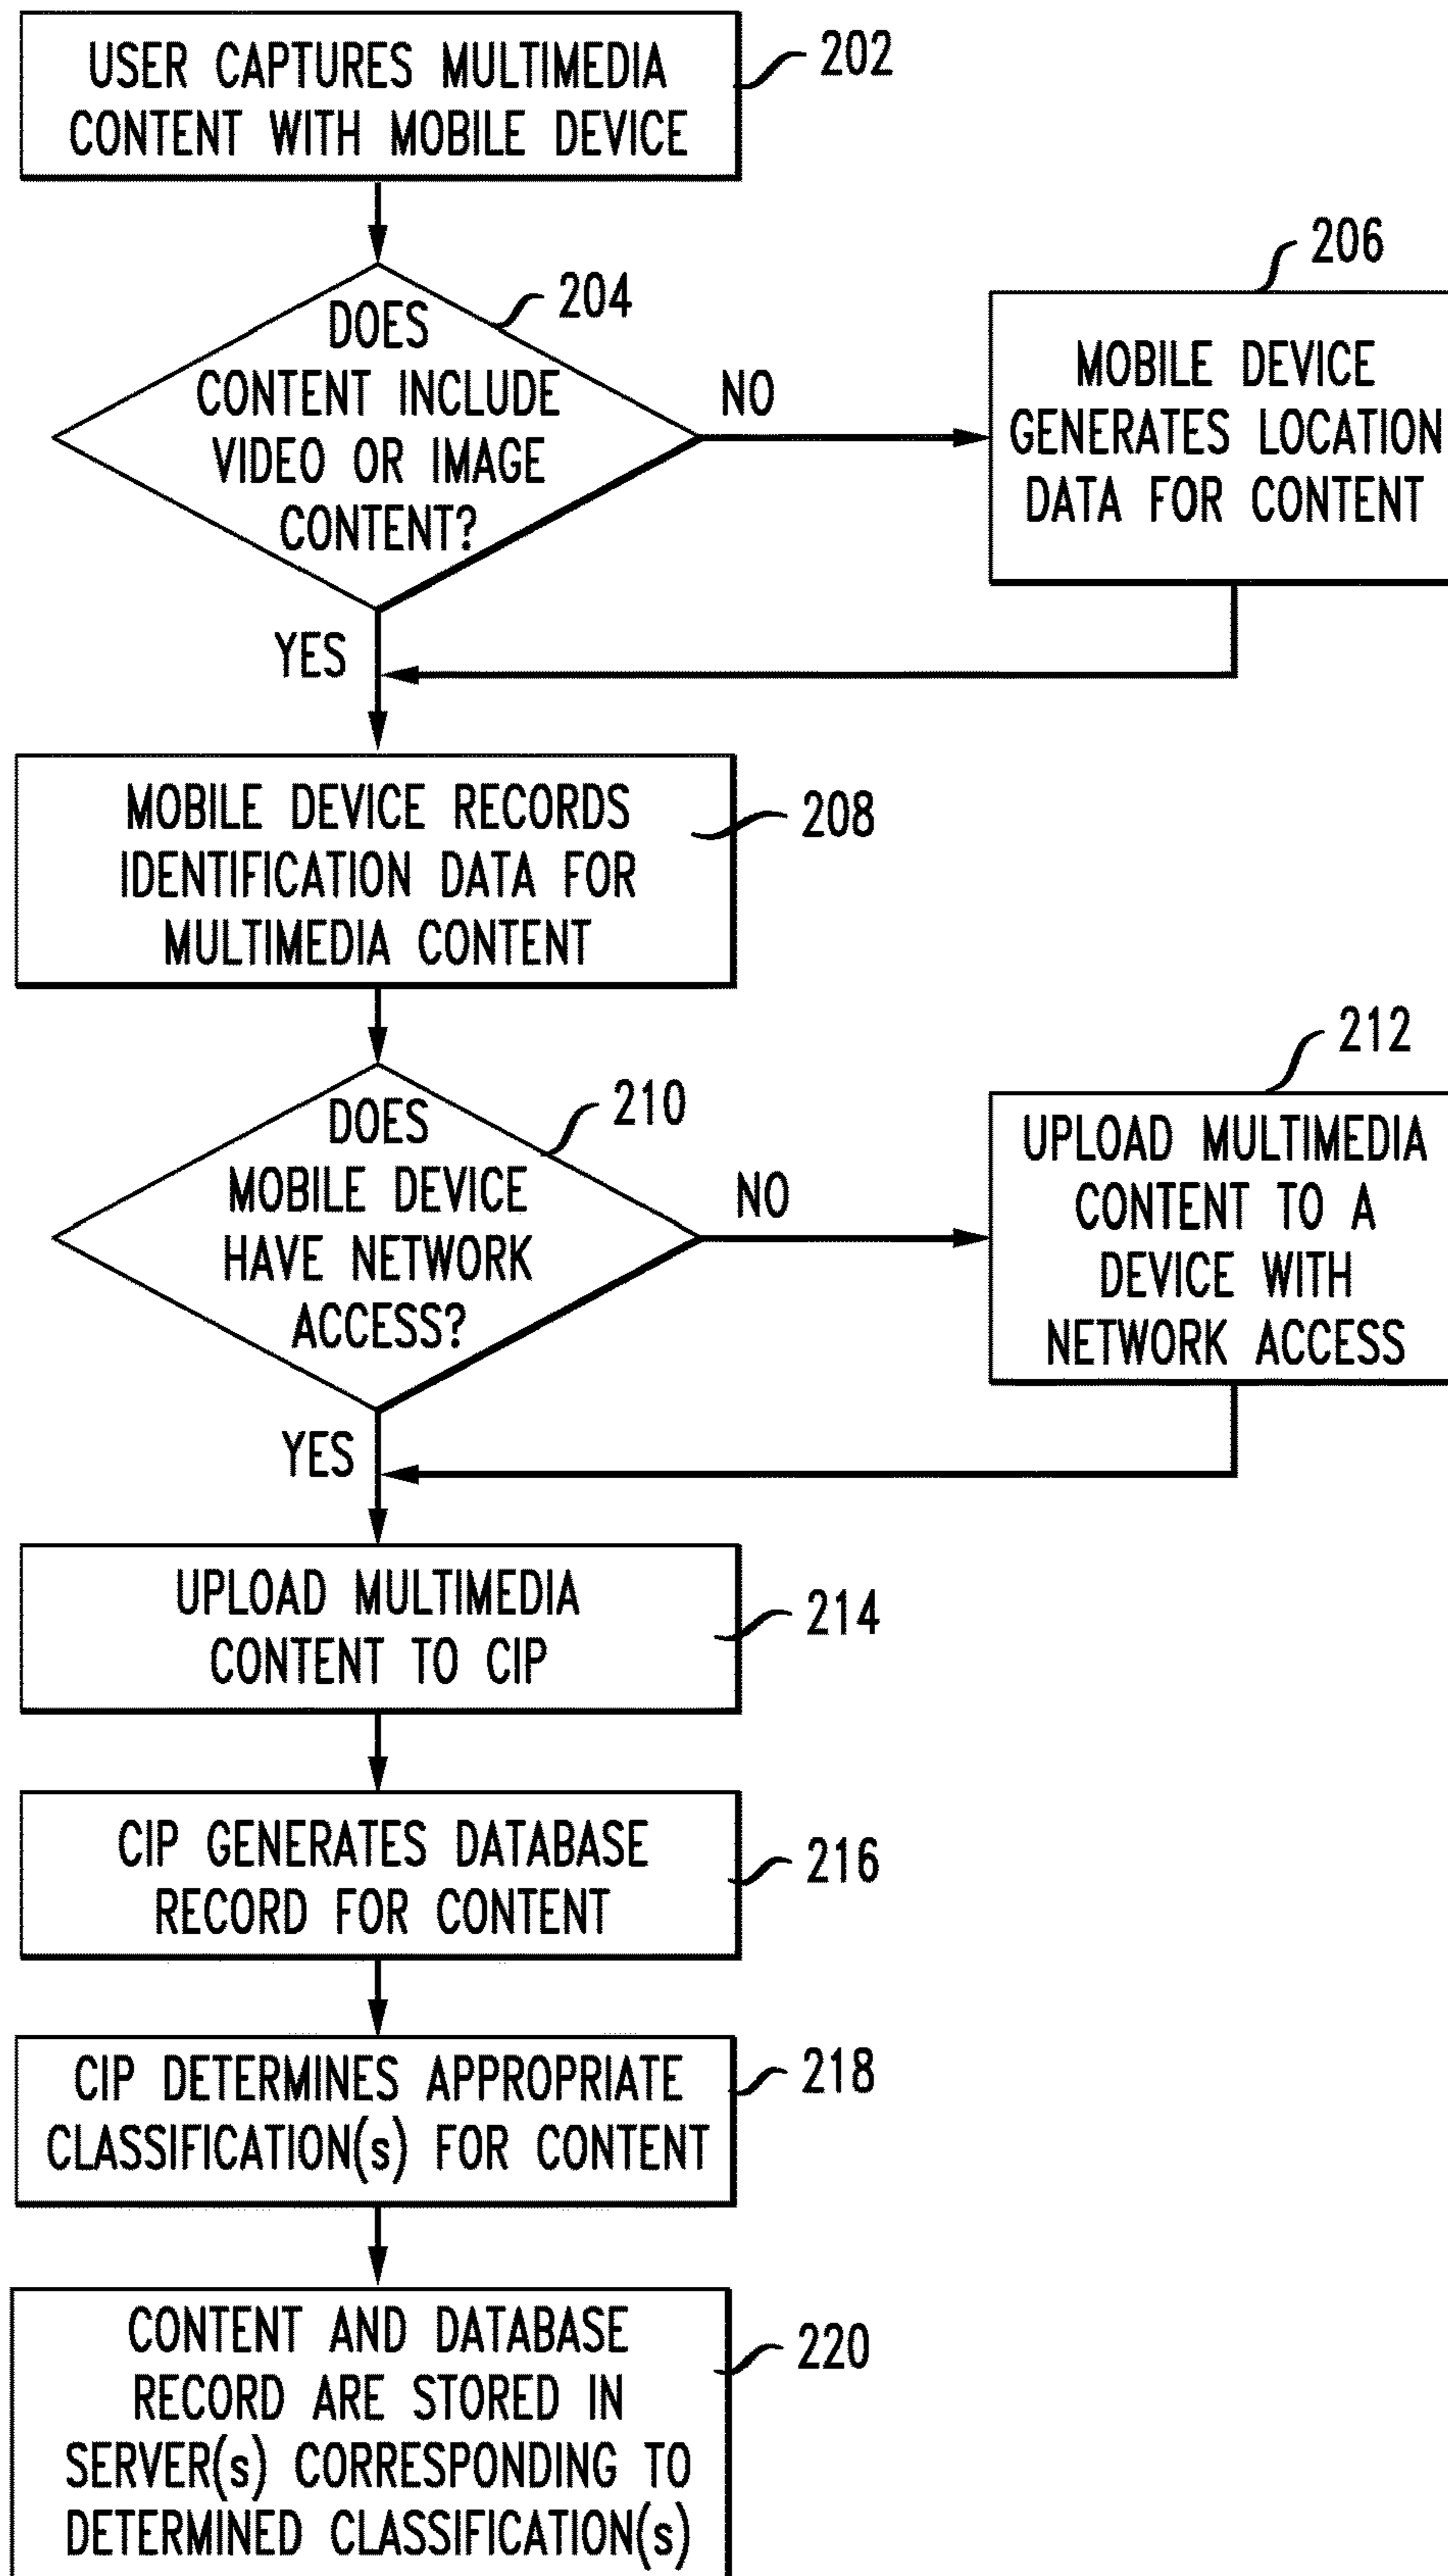 USER CAPTURES MULTIMEDIA
CONTENT WITH MOBILE DEVICE
202
DOES
CONTENT INCLUDE
VIDEO OR IMAGE
CONTENT?
204
NO
YES
206
MOBILE DEVICE
GENERATES LOCATION
DATA FOR CONTENT
MOBILE DEVICE RECORDS
IDENTIFICATION DATA FOR
MULTIMEDIA CONTENT
208
DOES
MOBILE DEVICE
HAVE NETWORK
ACCESS?
210
NO
YES
212
UPLOAD MULTIMEDIA
CONTENT TO A
DEVICE WITH
NETWORK ACCESS
UPLOAD MULTIMEDIA
CONTENT TO CIP
214
CIP GENERATES DATABASE
RECORD FOR CONTENT
216
CIP DETERMINES APPROPRIATE
CLASSIFICATION(s) FOR CONTENT
218
CONTENT AND DATABASE
RECORD ARE STORED IN
SERVER(s) CORRESPONDING TO
DETERMINED CLASSIFICATION(s)
220